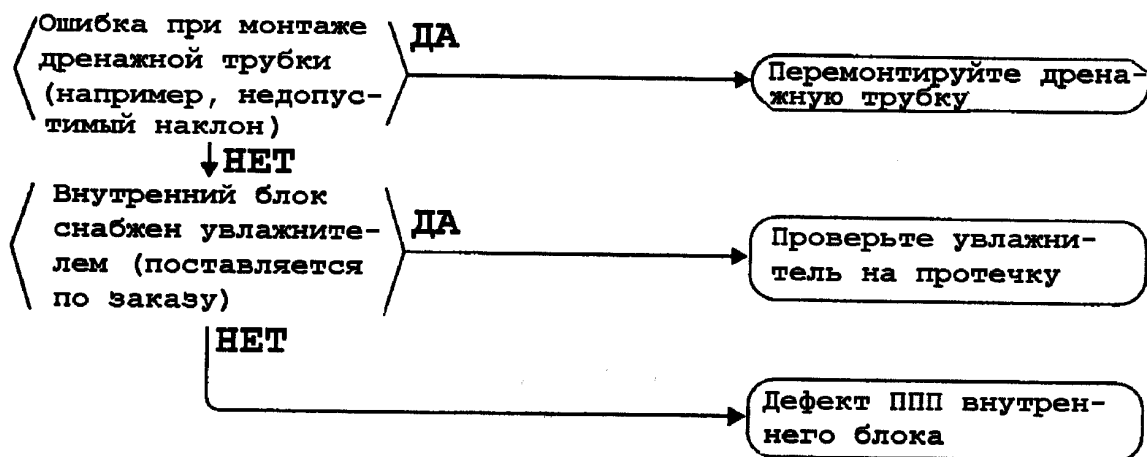 Ошибка при монтаже
дренажной трубки
(например, недопус-
тимый наклон)
ДА
Перемонтируйте дрена-
жную трубку
НЕТ
Внутренний блок
снабжен увлажните-
лем (поставляется
по заказу)
ДА
Проверьте увлажни-
тель на протечку
НЕТ
Дефект ППП внутрен-
него блока